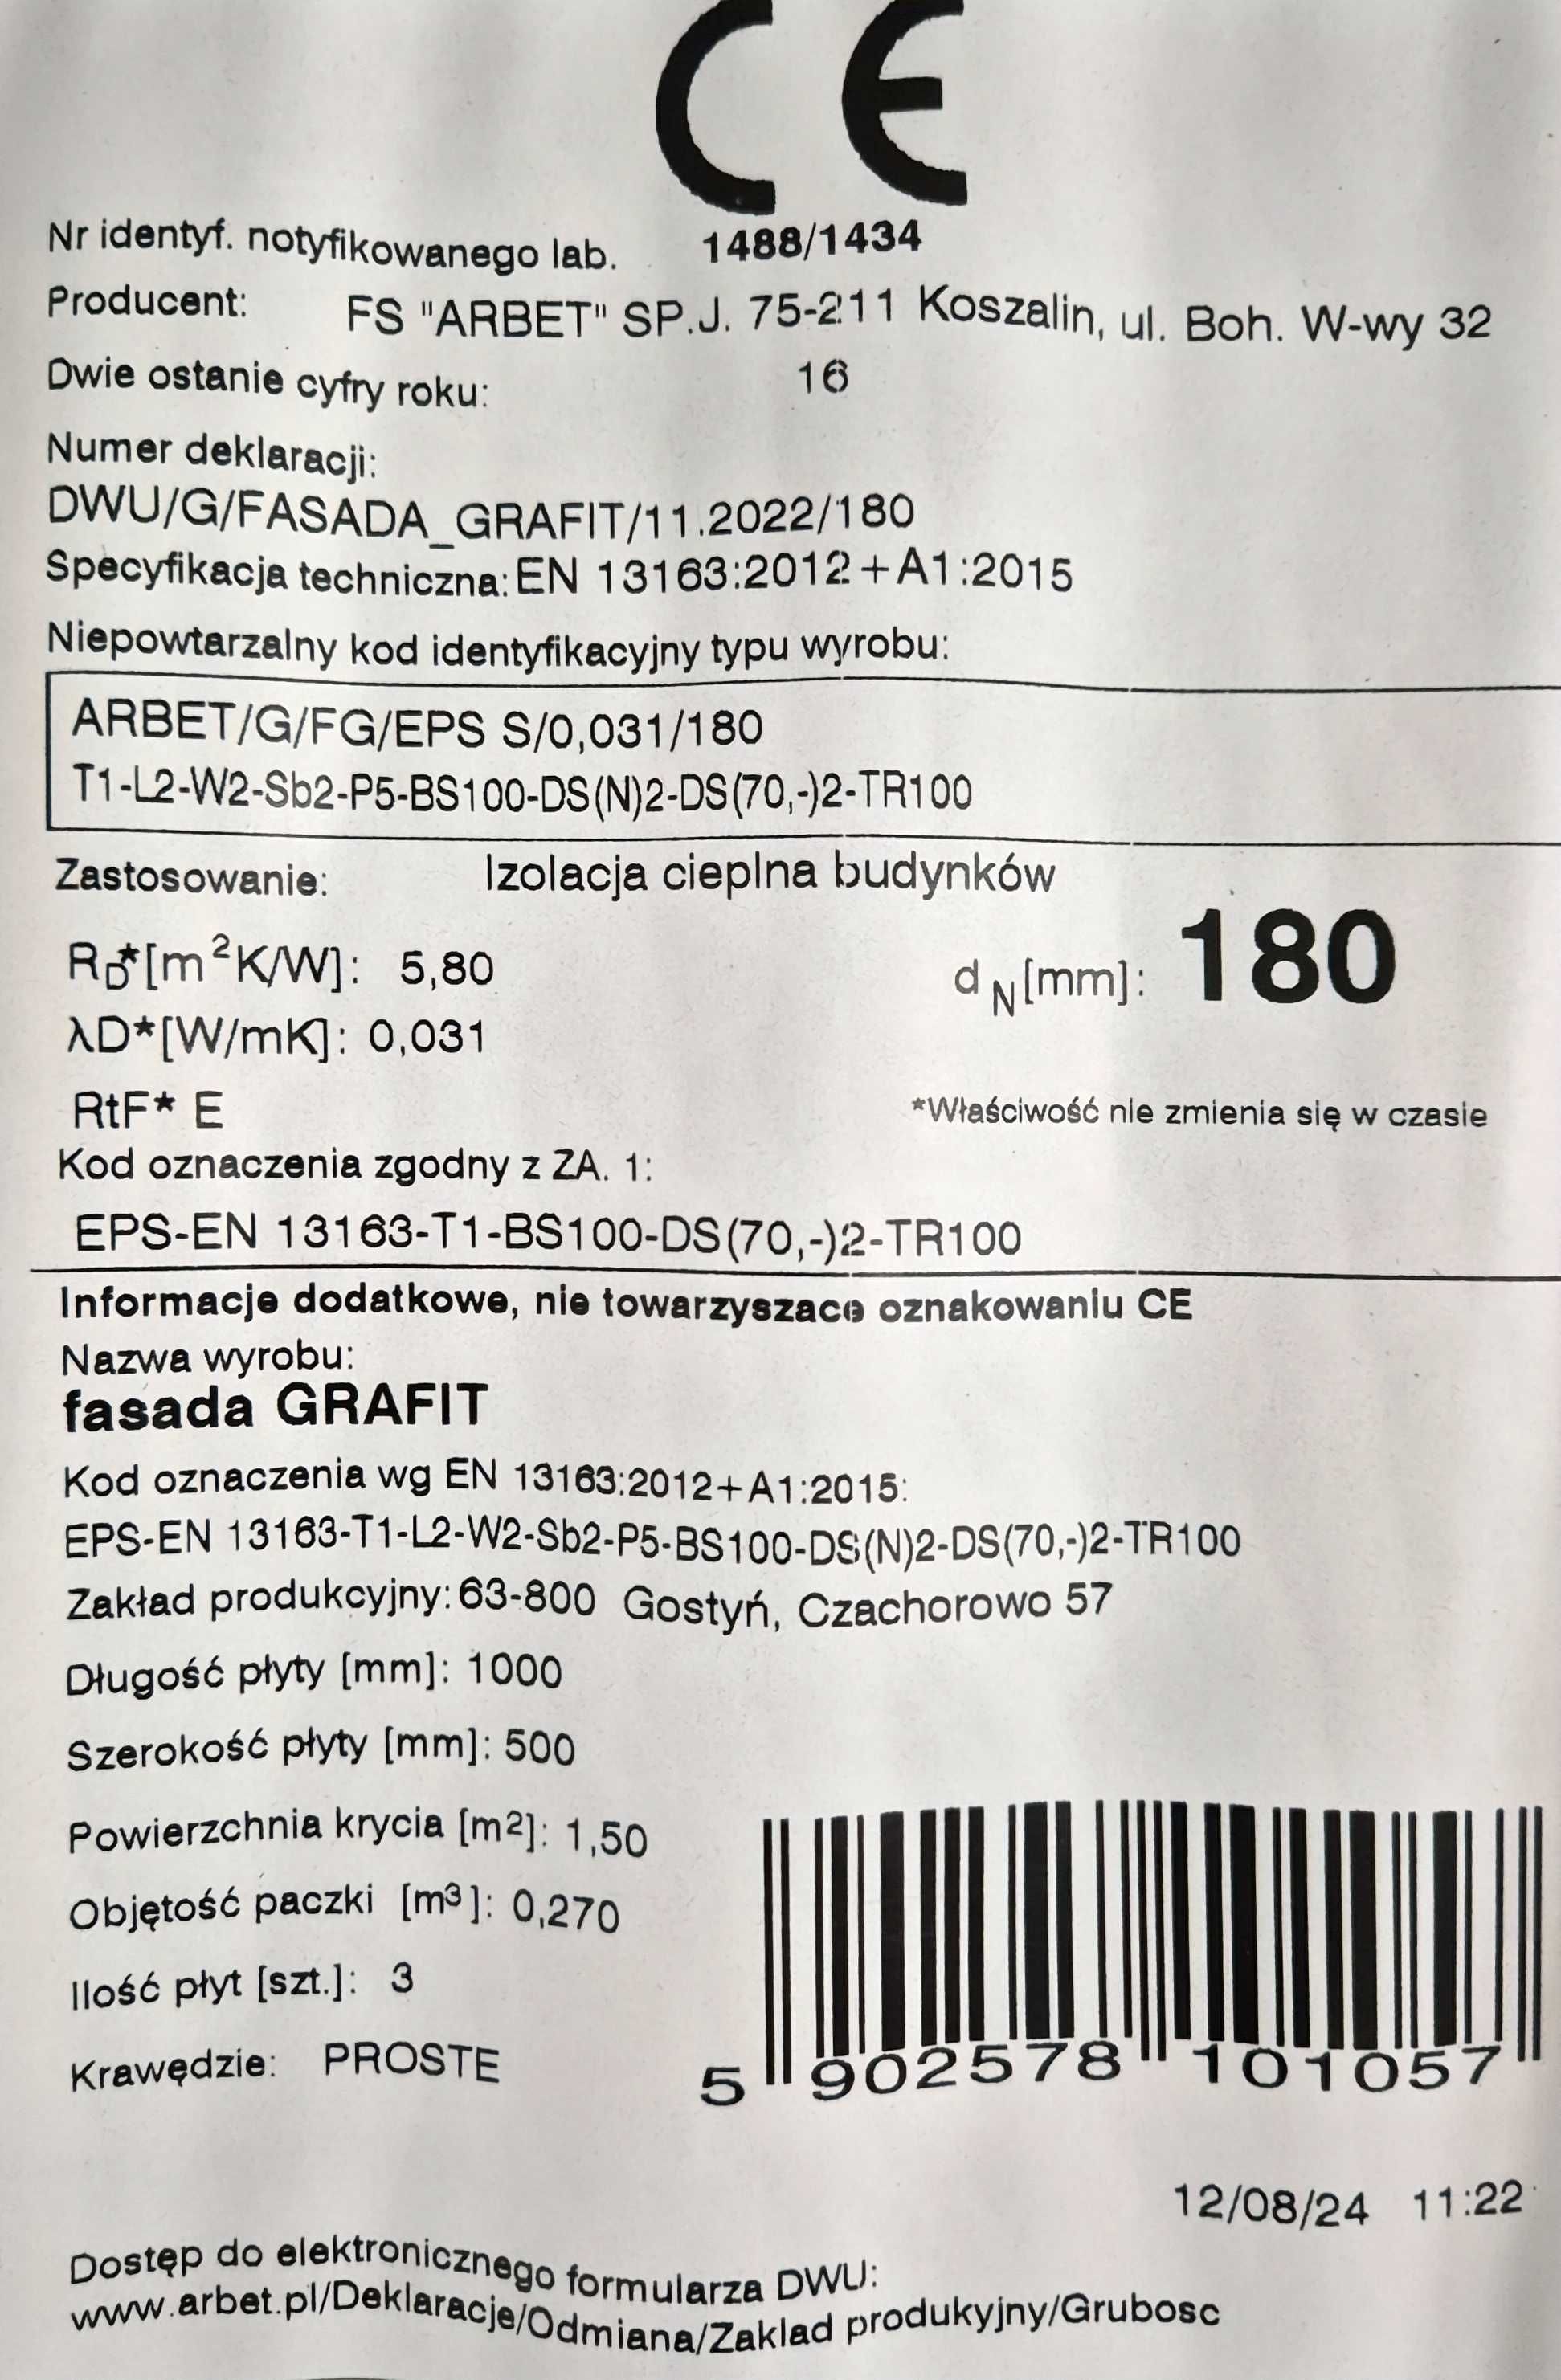 CE
Nr identyf. notyfikowanego lab. 1488/1434
Producent: FS "ARBET" SP.J. 75-211 Koszalin, ul. Boh. W-wy 32
Dwie ostanie cyfry roku: 16
Numer deklaracji:
DWU/G/FASADA_GRAFIT/11.2022/180
Specyfikacja techniczna: EN 13163:2012+A1:2015
Niepowtarzalny kod identyfikacyjny typu wyrobu:
ARBET/G/FG/EPS S/0,031/180
T1-L2-W2-Sb2-P5-BS100-DS(N)2-DS(70,-)2-TR100
Zastosowanie: Izolacja cieplna budynków
RD*[m²K/W]: 5,80 dN[mm]: 180
λD*[W/mK]: 0,031
RtF* E *Właściwość nie zmienia się w czasie
Kod oznaczenia zgodny z ZA. 1:
EPS-EN 13163-T1-BS100-DS(70,-)2-TR100
Informacje dodatkowe, nie towarzyszace oznakowaniu CE
Nazwa wyrobu:
fasada GRAFIT
Kod oznaczenia wg EN 13163:2012+A1:2015:
EPS-EN 13163-T1-L2-W2-Sb2-P5-BS100-DS(N)2-DS(70,-)2-TR100
Zakład produkcyjny: 63-800 Gostyń, Czachorowo 57
Długość płyty [mm]: 1000
Szerokość płyty [mm]: 500
Powierzchnia krycia [m2]: 1,50
Objętość paczki [m3]: 0,270
Ilość płyt [szt.]: 3
Krawędzie: PROSTE
5 902578 101057
12/08/24 11:22
Dostęp do elektronicznego formularza DWU:
www.arbet.pl/Deklaracje/Odmiana/Zaklad produkyjny/Grubosc